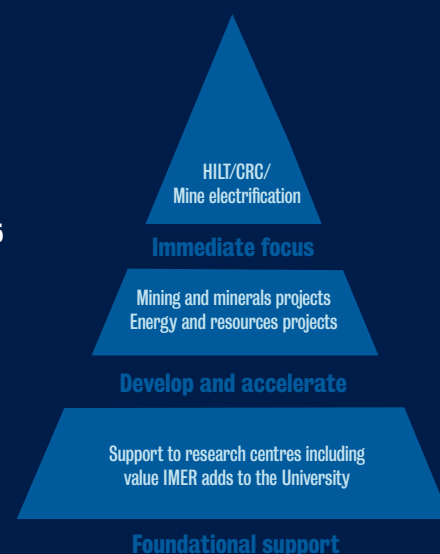 HILT/CRC/
Mine electrification
Immediate focus
Mining and minerals projects
Energy and resources projects
Develop and accelerate
Support to research centres including
value IMER adds to the University
Foundational support